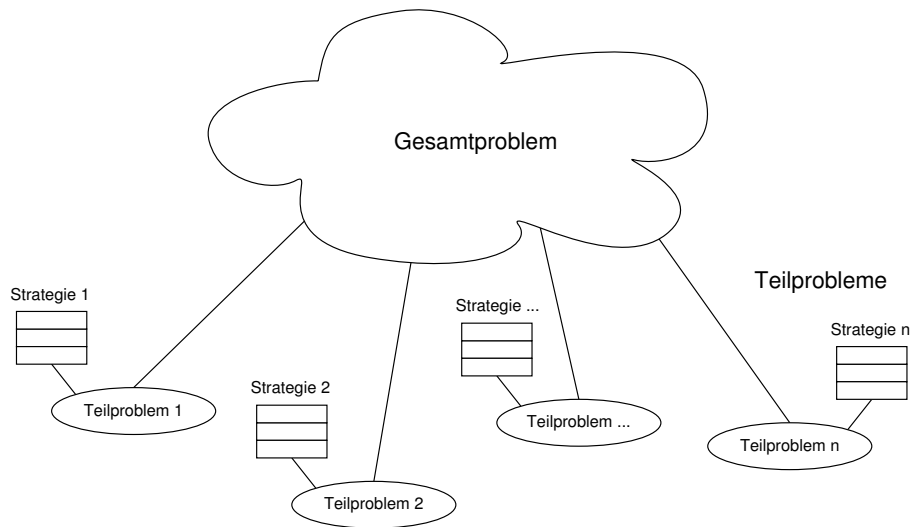 Gesamtproblem
Teilprobleme
Strategie 1
Teilproblem 1
Strategie 2
Teilproblem 2
Strategie ...
Teilproblem ...
Strategie n
Teilproblem n